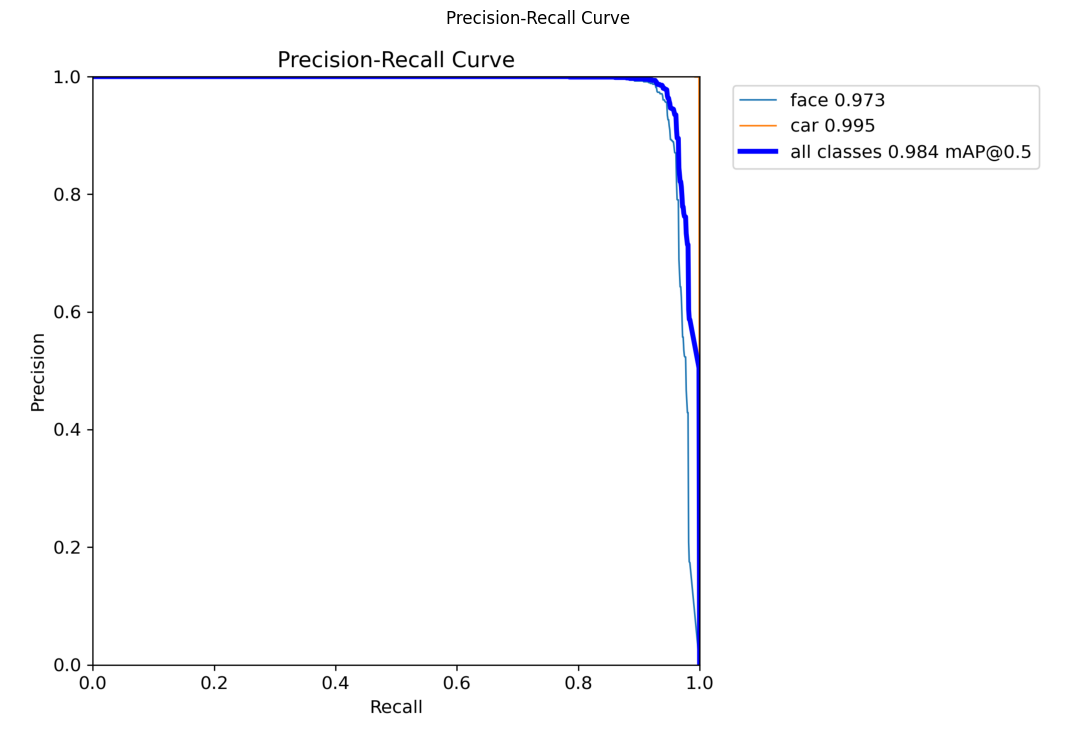 Precision-Recall Curve
Precision-Recall Curve
face 0.973
car 0.995
all classes 0.984 mAP@0.5
1.0
0.8
0.6
0.4
0.2
0.0
Precision
0.0 0.2 0.4 0.6 0.8 1.0
Recall